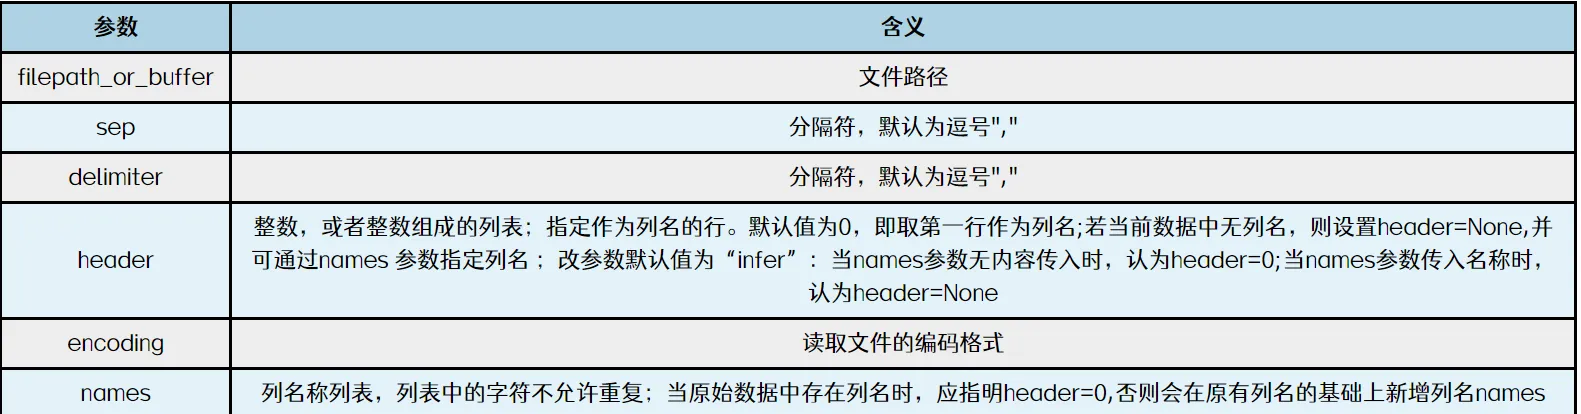 参数 含义
filepath_or_buffer 文件路径
sep 分隔符，默认为逗号","
delimiter 分隔符，默认为逗号","
整数，或者整数组成的列表；指定作为列名的行。默认值为0，即取第一行作为列名;若当前数据中无列名，则设置header=None,并
header 可通过names 参数指定列名 ；改参数默认值为“infer”：当names参数无内容传入时，认为header=0;当names参数传入名称时，
认为header=None
encoding 读取文件的编码格式
names 列名称列表，列表中的字符不允许重复；当原始数据中存在列名时，应指明header=0,否则会在原有列名的基础上新增列名names